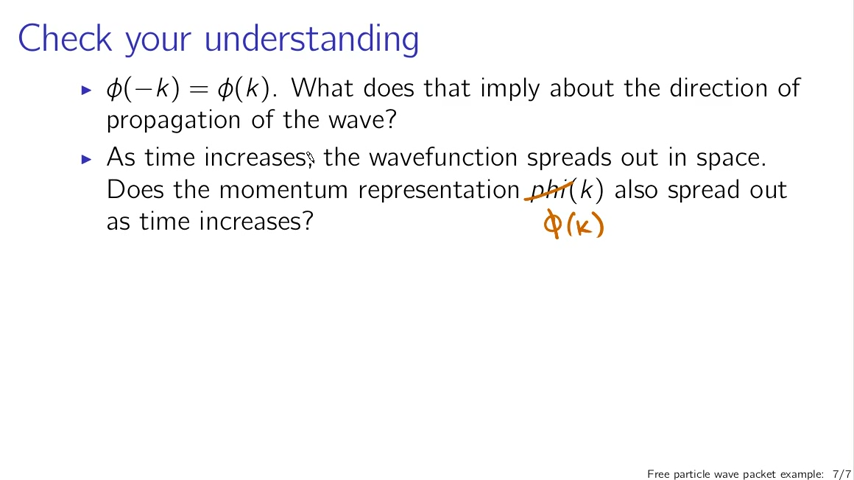 Check your understanding
▸ ϕ(−k) = ϕ(k). What does that imply about the direction of
propagation of the wave?
▸ As time increases, the wavefunction spreads out in space.
Does the momentum representation phi(k) also spread out
ϕ(k)
as time increases?
Free particle wave packet example: 7/7